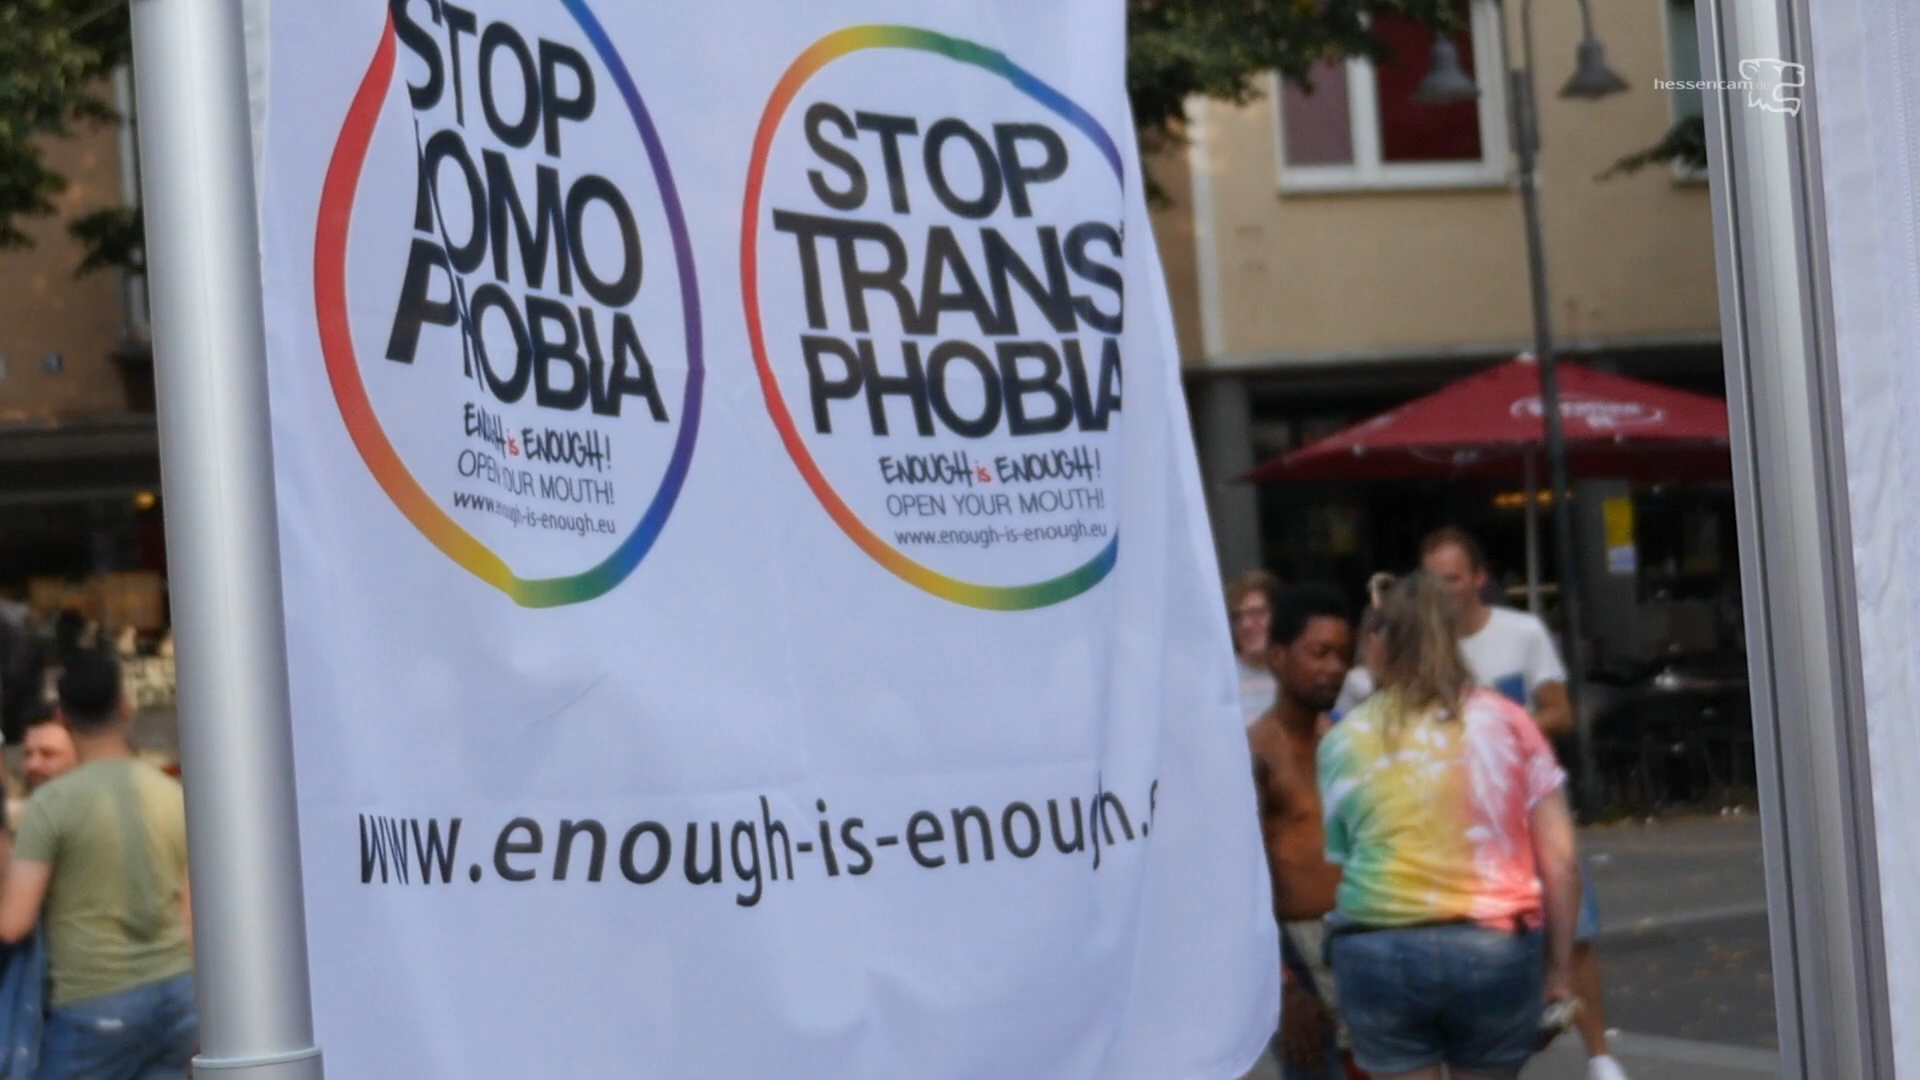 hessencam
STOP
HOMO
PHOBIA
ENOUGH is ENOUGH!
OPEN YOUR MOUTH!
www.enough-is-enough.eu
STOP
TRANS
PHOBIA
ENOUGH is ENOUGH!
OPEN YOUR MOUTH!
www.enough-is-enough.eu
www.enough-is-enough.e